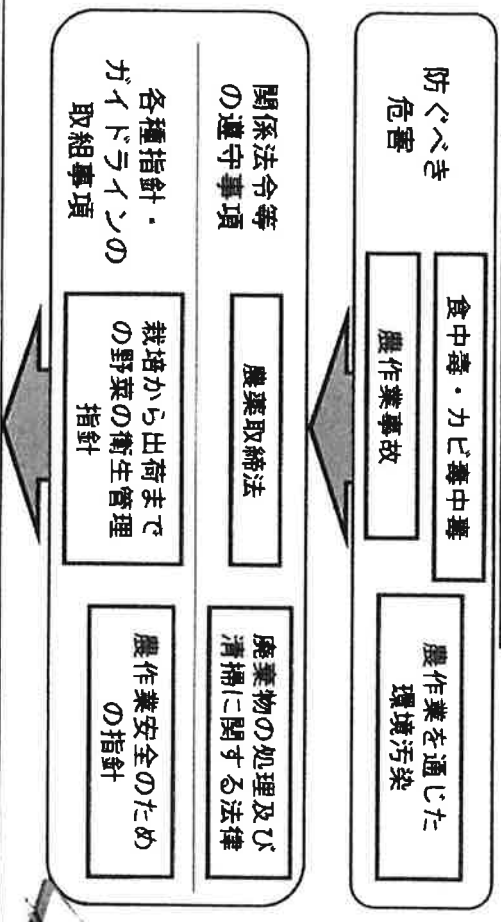 防ぐべき
危害
食中毒・カビ毒中毒
農作業事故
農作業を通じた
環境汚染
関係法令等
の遵守事項
農薬取締法
廃棄物の処理及び
清掃に関する法律
各種指針・
ガイドラインの
取組事項
栽培から出荷まで
の野菜の衛生管理
指針
農作業安全のため
の指針